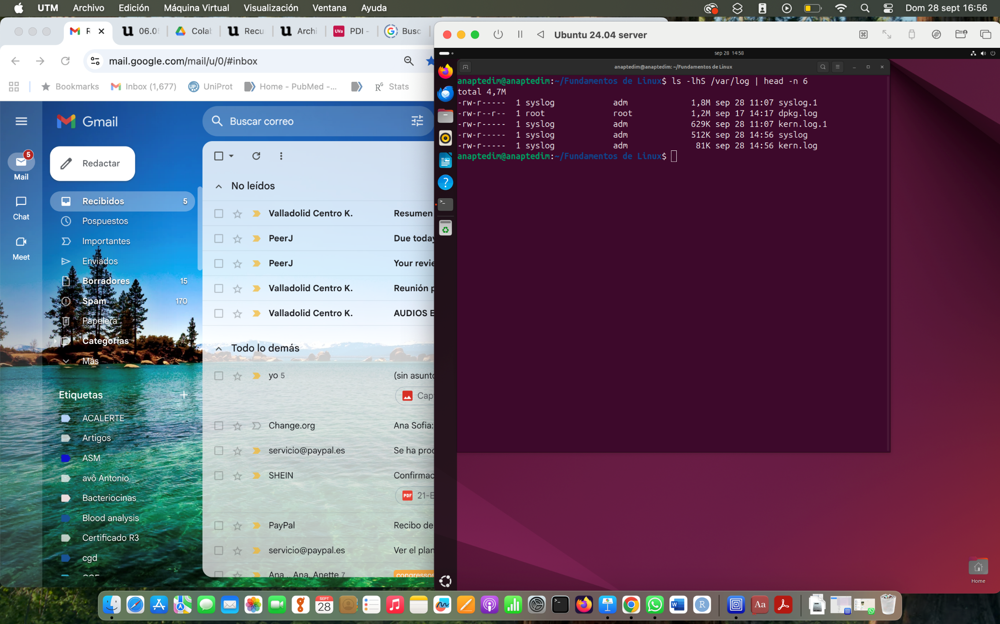 UTM Archivo Edición Máquina Virtual Visualización Ventana Ayuda Dom 28 sept 16:56
06.0 Colab Recu Archi UVa PDI - Busc
mail.google.com/mail/u/0/#inbox
Bookmarks Inbox (1,677) UniProt Home - PubMed -... Stats
Gmail
Buscar correo
5
Mail
Redactar
Chat
Meet
Recibidos 5
Pospuestos
Importantes
Enviados
Borradores 15
Spam 170
Papelera
Categorías
Más
Etiquetas +
ACALERTE
Artigos
ASM
avô Antonio
Bacteriocinas
Blood analysis
Certificado R3
cgd
No leídos
Valladolid Centro K. Resumen
PeerJ Due today
PeerJ Your revie
Valladolid Centro K. Reunión p
Valladolid Centro K. AUDIOS E
Todo lo demás
yo 5 (sin asunto
Cap
Change.org Ana Sofia:
servicio@paypal.es Se ha proc
SHEIN Confirmac
PDF 21-E
PayPal Recibo de
servicio@paypal.es Ver el plan
Ana .. Ana, Anette 7 congressos
Ubuntu 24.04 server
sep 28 14:58
anaptedim@anaptedim: ~/Fundamentos de Linux
anaptedim@anaptedim:~/Fundamentos de Linux$ ls -lhS /var/log | head -n 6
total 4,7M
-rw-r----- 1 syslog adm 1,8M sep 28 11:07 syslog.1
-rw-r--r-- 1 root root 1,2M sep 17 14:17 dpkg.log
-rw-r----- 1 syslog adm 629K sep 28 11:07 kern.log.1
-rw-r----- 1 syslog adm 512K sep 28 14:56 syslog
-rw-r----- 1 syslog adm 81K sep 28 14:56 kern.log
anaptedim@anaptedim:~/Fundamentos de Linux$
Home
SEPT
28
Aa